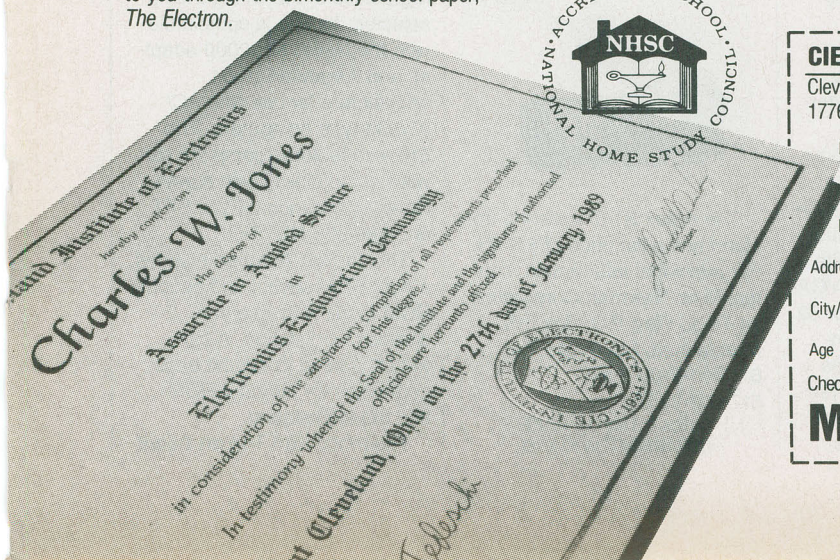 to you through the bimonthly school paper,
The Electron.
NHSC
NATIONAL HOME STUDY COUNCIL
CIE
Clev
1776
Addr
City/
Age
Chec
M
land Institute of Electronics
hereby confers on
Charles W. Jones
the degree of
Associate in Applied Science
in
Electronics Engineering Technology
in consideration of the satisfactory completion of all requirements prescribed
for this degree.
In testimony whereof the Seal of the Institute and the signatures of authorized
officials are hereunto affixed.
at Cleveland, Ohio on the 27th day of January, 1989
President
OF ELECTRONICS
CIE · 1934
Tedeschi